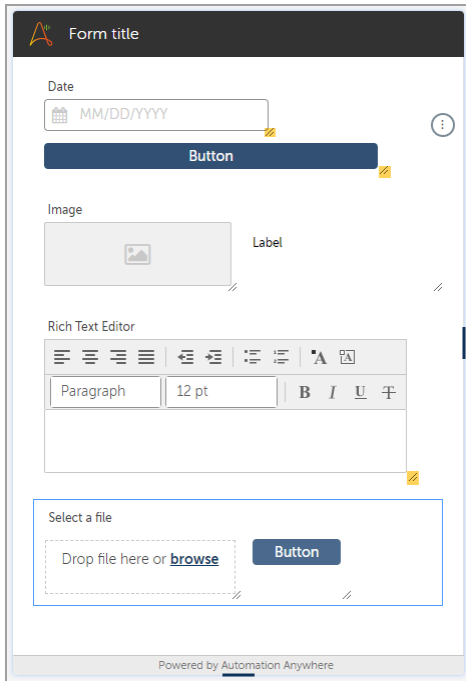 Form title
Date
MM/DD/YYYY
Button
Image
Label
Rich Text Editor
Paragraph 12 pt B I U T
Select a file
Drop file here or browse
Button
Powered by Automation Anywhere